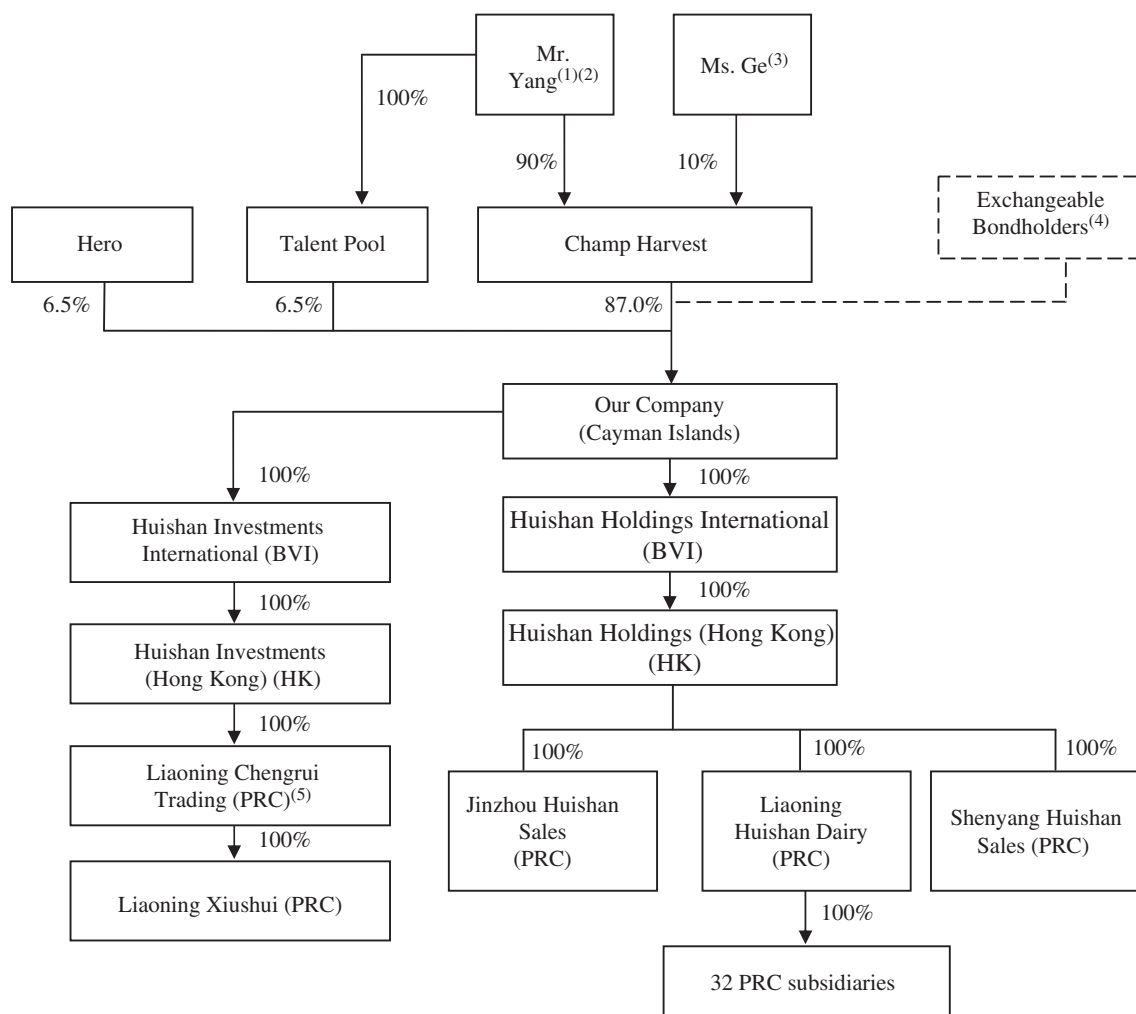 Mr.
Yang(1)(2)
Ms. Ge(3)
100%
90%
10%
Exchangeable
Bondholders(4)
Hero
Talent Pool
Champ Harvest
6.5%
6.5%
87.0%
Our Company
(Cayman Islands)
100%
100%
Huishan Investments
International (BVI)
Huishan Holdings International
(BVI)
100%
100%
Huishan Investments
(Hong Kong) (HK)
Huishan Holdings (Hong Kong)
(HK)
100%
100%
100%
100%
Liaoning Chengrui
Trading (PRC)(5)
Jinzhou Huishan
Sales
(PRC)
Liaoning
Huishan Dairy
(PRC)
Shenyang Huishan
Sales (PRC)
100%
Liaoning Xiushui (PRC)
100%
32 PRC subsidiaries